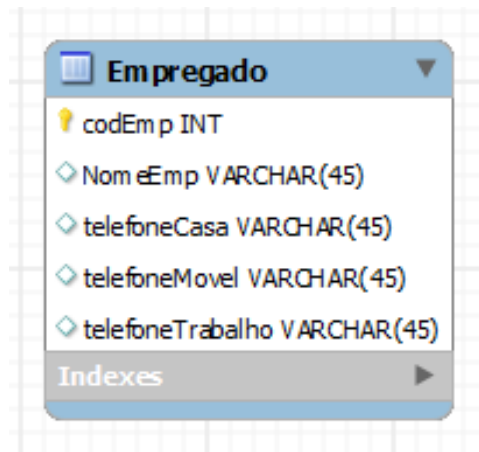 Empregado
codEmp INT
NomeEmp VARCHAR(45)
telefoneCasa VARCHAR(45)
telefoneMovel VARCHAR(45)
telefoneTrabalho VARCHAR(45)
Indexes